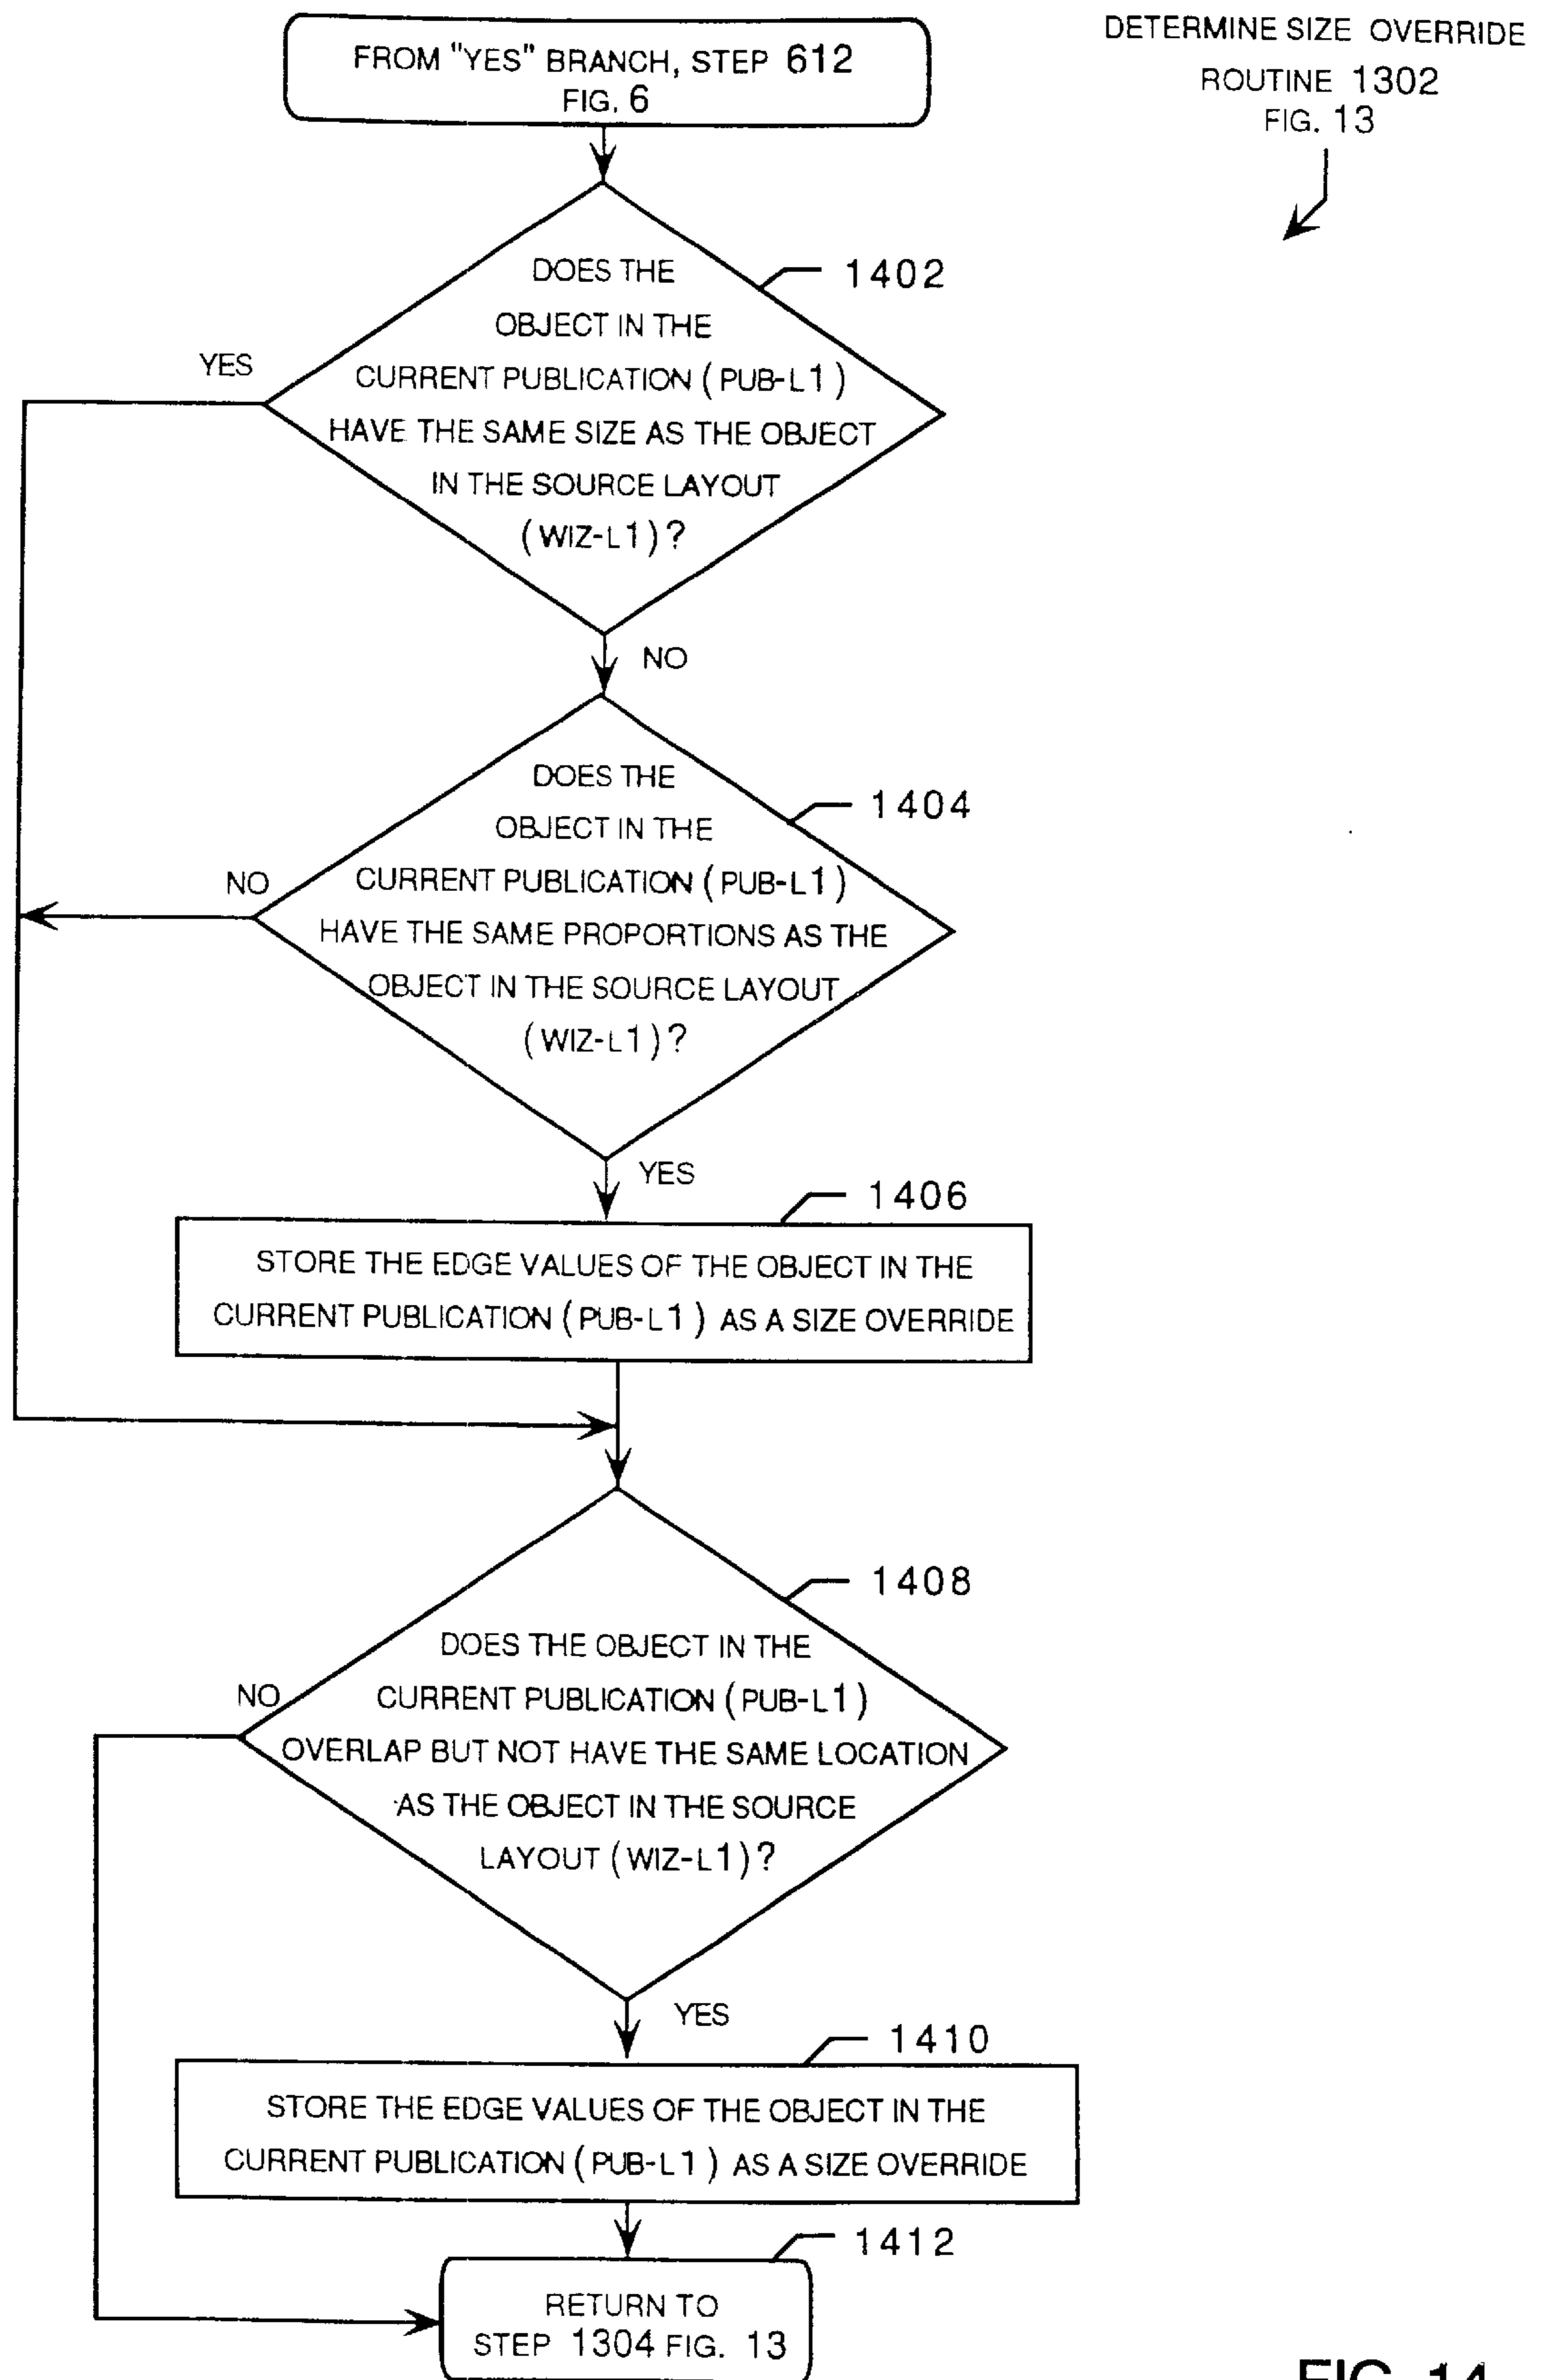 FROM "YES" BRANCH, STEP 612
FIG. 6
DETERMINE SIZE OVERRIDE
ROUTINE 1302
FIG. 13
1402
DOES THE
OBJECT IN THE
CURRENT PUBLICATION (PUB-L1)
HAVE THE SAME SIZE AS THE OBJECT
IN THE SOURCE LAYOUT
(WIZ-L1)?
YES
NO
1404
DOES THE
OBJECT IN THE
CURRENT PUBLICATION (PUB-L1)
HAVE THE SAME PROPORTIONS AS THE
OBJECT IN THE SOURCE LAYOUT
(WIZ-L1)?
NO
YES
1406
STORE THE EDGE VALUES OF THE OBJECT IN THE
CURRENT PUBLICATION (PUB-L1) AS A SIZE OVERRIDE
1408
DOES THE OBJECT IN THE
CURRENT PUBLICATION (PUB-L1)
OVERLAP BUT NOT HAVE THE SAME LOCATION
AS THE OBJECT IN THE SOURCE
LAYOUT (WIZ-L1)?
NO
YES
1410
STORE THE EDGE VALUES OF THE OBJECT IN THE
CURRENT PUBLICATION (PUB-L1) AS A SIZE OVERRIDE
1412
RETURN TO
STEP 1304 FIG. 13
FIG. 14